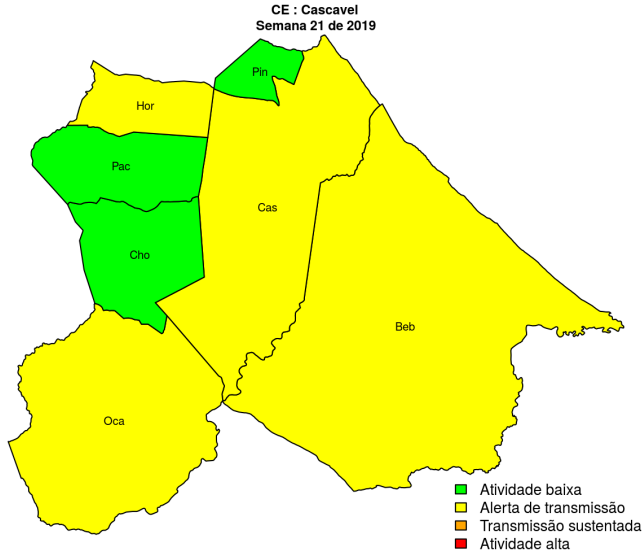 CE : Cascavel
Semana 21 de 2019
Pin
Hor
Pac
Cas
Cho
Beb
Oca
Atividade baixa
Alerta de transmissão
Transmissão sustentada
Atividade alta